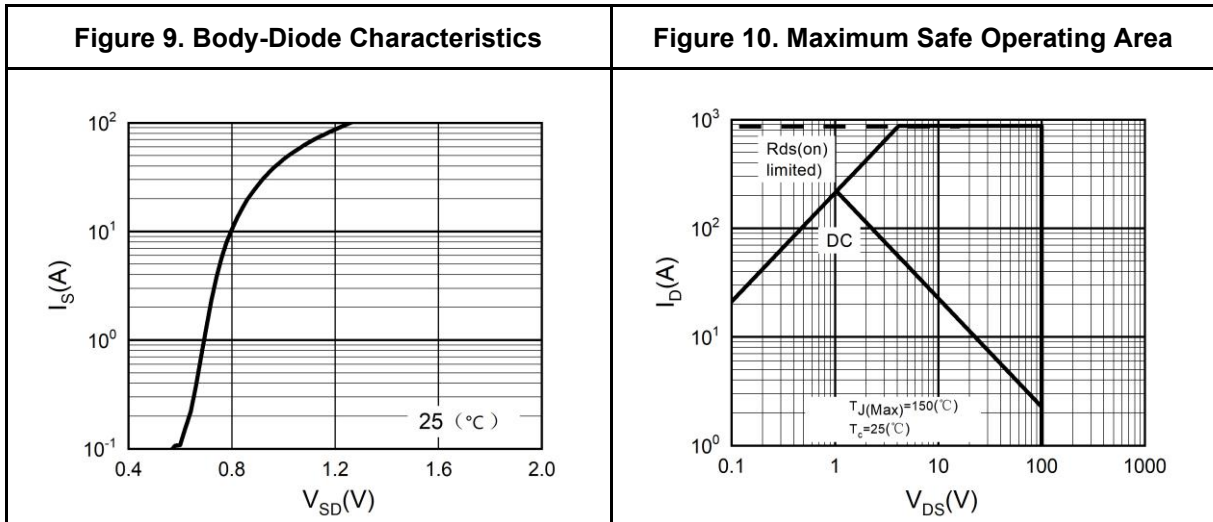 Figure 9. Body-Diode Characteristics
Figure 10. Maximum Safe Operating Area
10²
10¹
10⁰
10⁻¹
I_S(A)
25（℃）
0.4 0.8 1.2 1.6 2.0
V_SD(V)
10³
10²
10¹
10⁰
I_D(A)
Rds(on)
limited)
DC
T_J(Max)=150(℃)
T_c=25(℃)
0.1 1 10 100 1000
V_DS(V)